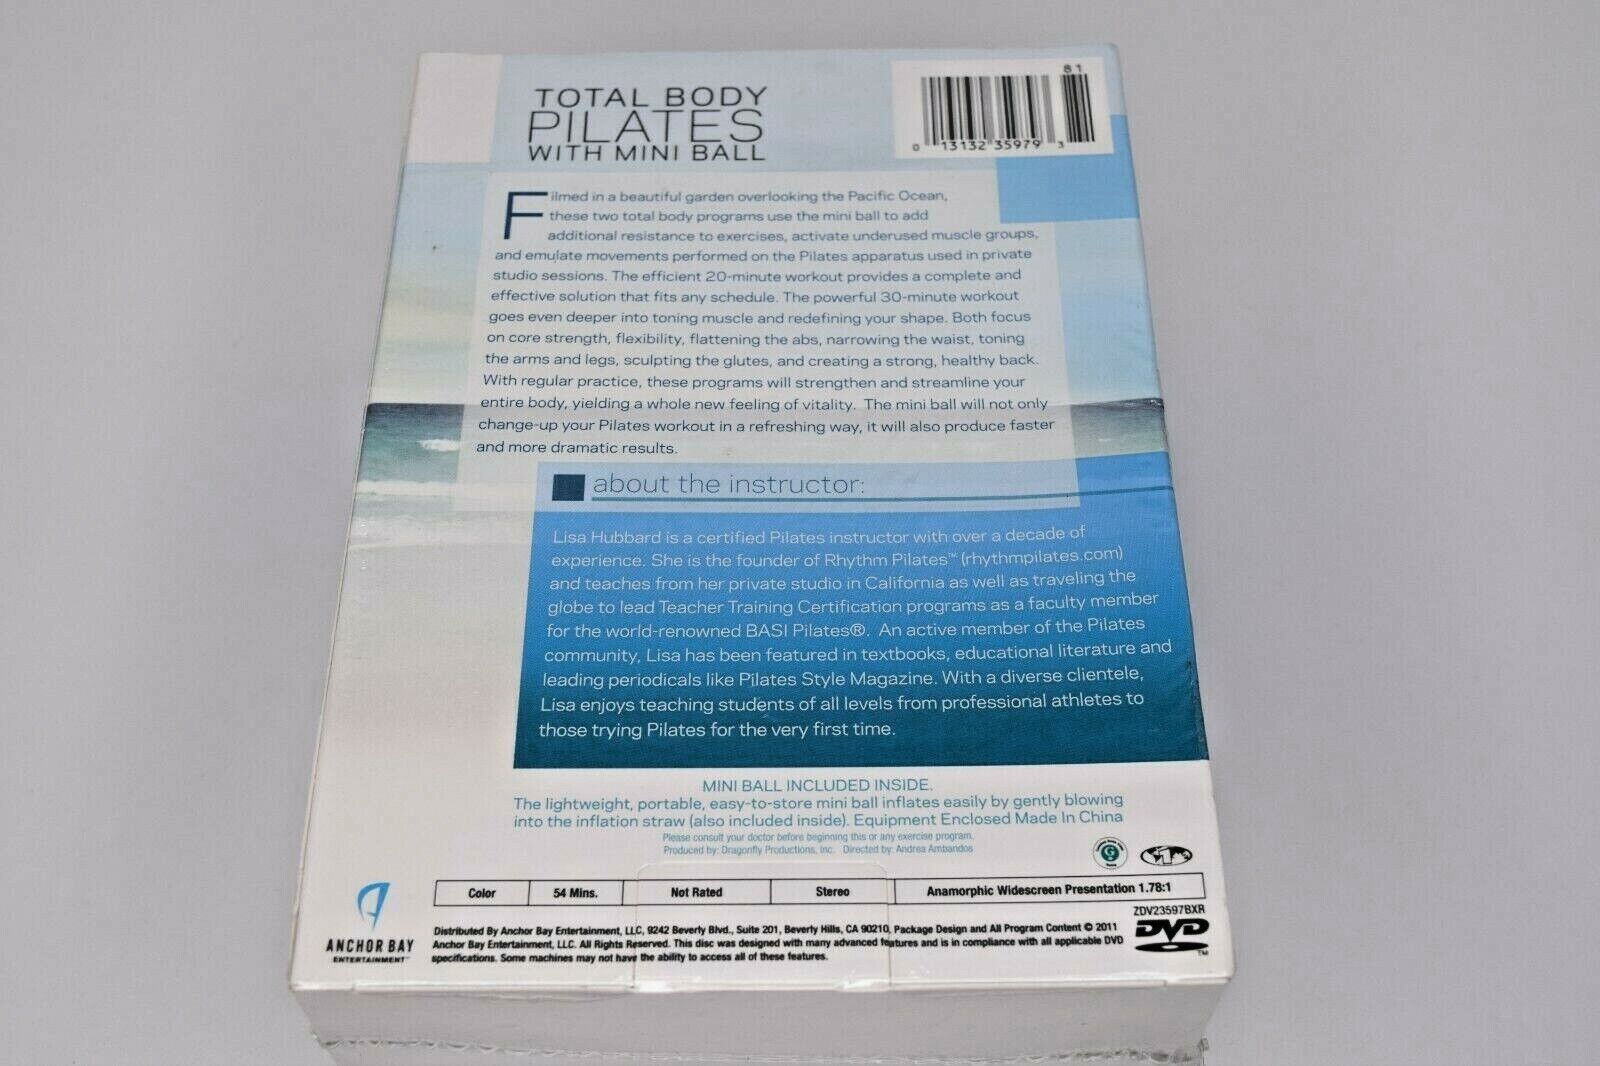 TOTAL BODY
PILATES
WITH MINI BALL
81
0 13132 35979 3
Filmed in a beautiful garden overlooking the Pacific Ocean,
these two total body programs use the mini ball to add
additional resistance to exercises, activate underused muscle groups,
and emulate movements performed on the Pilates apparatus used in private
studio sessions. The efficient 20-minute workout provides a complete and
effective solution that fits any schedule. The powerful 30-minute workout
goes even deeper into toning muscle and redefining your shape. Both focus
on core strength, flexibility, flattening the abs, narrowing the waist, toning
the arms and legs, sculpting the glutes, and creating a strong, healthy back.
With regular practice, these programs will strengthen and streamline your
entire body, yielding a whole new feeling of vitality. The mini ball will not only
change-up your Pilates workout in a refreshing way, it will also produce faster
and more dramatic results.
about the instructor:
Lisa Hubbard is a certified Pilates instructor with over a decade of
experience. She is the founder of Rhythm Pilates™ (rhythmpilates.com)
and teaches from her private studio in California as well as traveling the
globe to lead Teacher Training Certification programs as a faculty member
for the world-renowned BASI Pilates®. An active member of the Pilates
community, Lisa has been featured in textbooks, educational literature and
leading periodicals like Pilates Style Magazine. With a diverse clientele,
Lisa enjoys teaching students of all levels from professional athletes to
those trying Pilates for the very first time.
MINI BALL INCLUDED INSIDE.
The lightweight, portable, easy-to-store mini ball inflates easily by gently blowing
into the inflation straw (also included inside). Equipment Enclosed Made In China
Please consult your doctor before beginning this or any exercise program.
Produced by: Dragonfly Productions, Inc. Directed by: Andrea Ambandos
Color 54 Mins. Not Rated Stereo Anamorphic Widescreen Presentation 1.78:1
ZDV23597BXR
ANCHOR BAY
ENTERTAINMENT™
Distributed By Anchor Bay Entertainment, LLC, 9242 Beverly Blvd., Suite 201, Beverly Hills, CA 90210. Package Design and All Program Content © 2011
Anchor Bay Entertainment, LLC. All Rights Reserved. This disc was designed with many advanced features and is in compliance with all applicable DVD
specifications. Some machines may not have the ability to access all of these features.
DVD
™